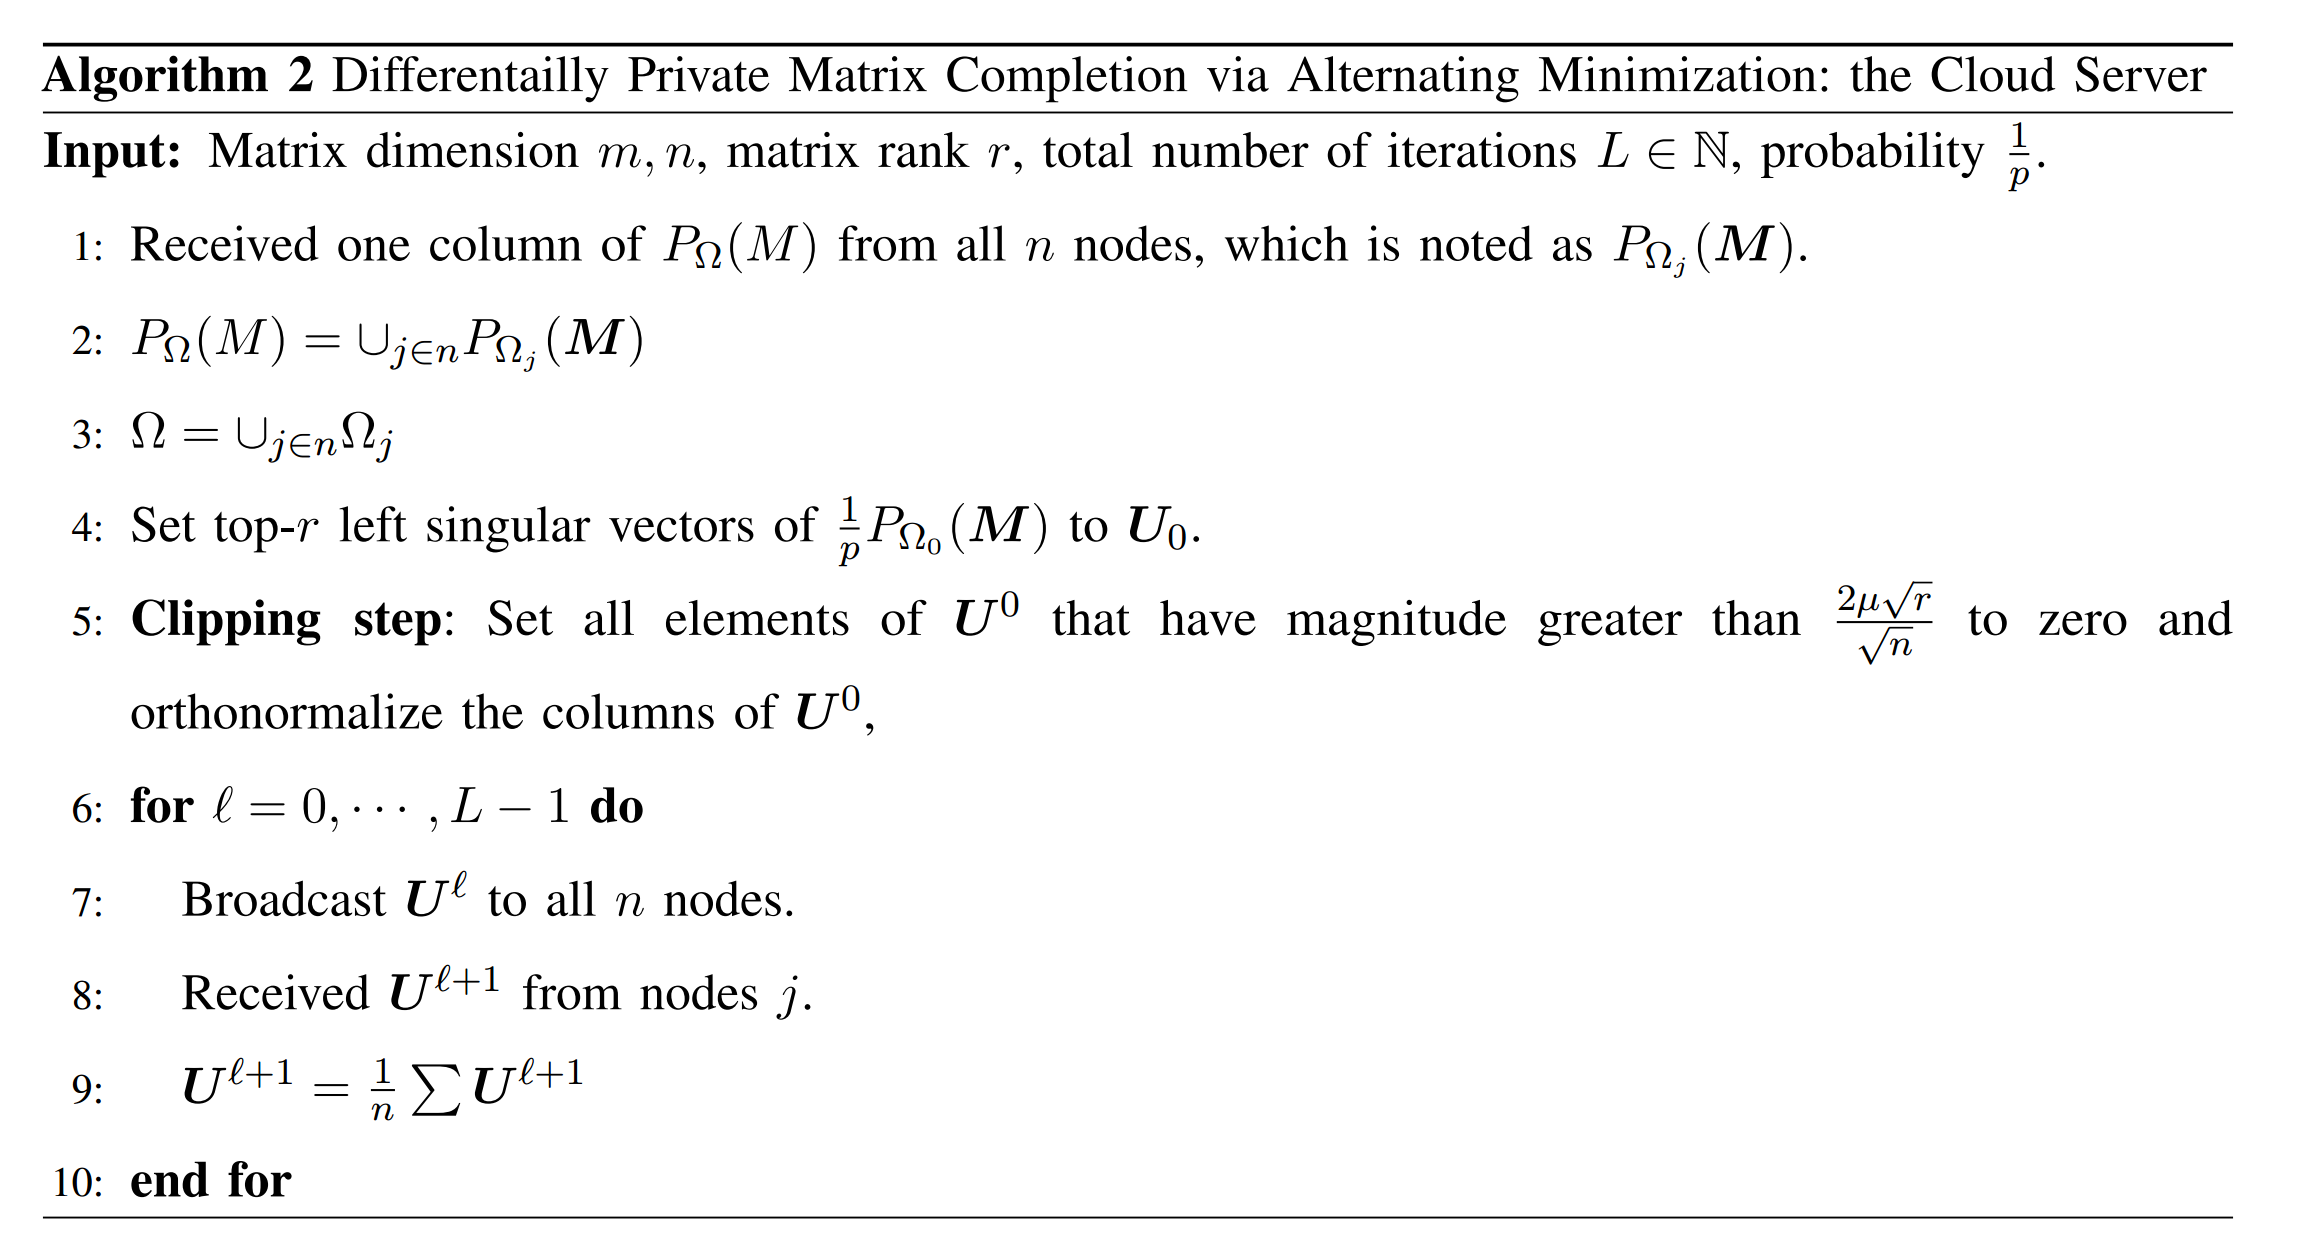 Algorithm 2 Differentailly Private Matrix Completion via Alternating Minimization: the Cloud Server
Input: Matrix dimension $m, n$, matrix rank $r$, total number of iterations $L \in \mathbb{N}$, probability $\frac{1}{p}$.
1: Received one column of $P_{\Omega}(M)$ from all $n$ nodes, which is noted as $P_{\Omega_j}(\boldsymbol{M})$.
2: $P_{\Omega}(M) = \cup_{j \in n} P_{\Omega_j}(\boldsymbol{M})$
3: $\Omega = \cup_{j \in n} \Omega_j$
4: Set top-$r$ left singular vectors of $\frac{1}{p} P_{\Omega_0}(\boldsymbol{M})$ to $\boldsymbol{U}_0$.
5: Clipping step: Set all elements of $\boldsymbol{U}^0$ that have magnitude greater than $\frac{2\mu\sqrt{r}}{\sqrt{n}}$ to zero and
orthonormalize the columns of $\boldsymbol{U}^0$,
6: for $\ell = 0, \cdots, L - 1$ do
7: Broadcast $\boldsymbol{U}^{\ell}$ to all $n$ nodes.
8: Received $\boldsymbol{U}^{\ell+1}$ from nodes $j$.
9: $\boldsymbol{U}^{\ell+1} = \frac{1}{n} \sum \boldsymbol{U}^{\ell+1}$
10: end for